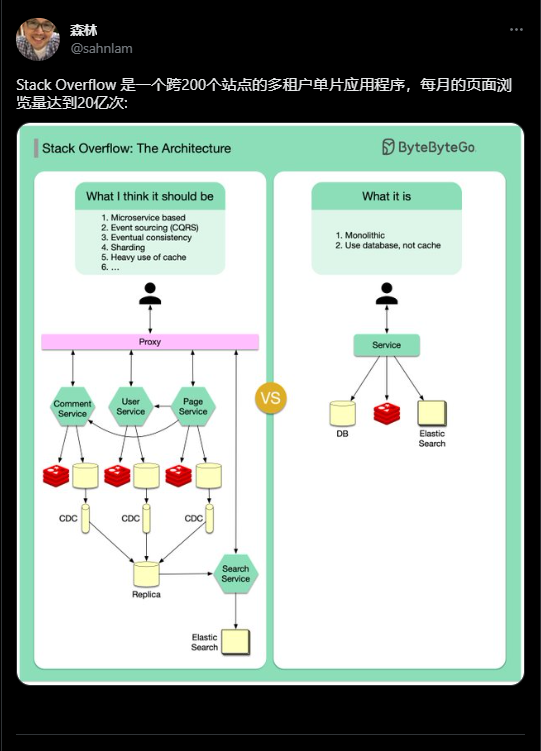 森林
@sahnlam
Stack Overflow 是一个跨200个站点的多租户单片应用程序，每月的页面浏
览量达到20亿次:
Stack Overflow: The Architecture
ByteByteGo
What I think it should be
1. Microservice based
2. Event sourcing (CQRS)
3. Eventual consistency
4. Sharding
5. Heavy use of cache
6. ...
Proxy
Comment
Service
User
Service
Page
Service
CDC
CDC
CDC
Replica
Search
Service
Elastic
Search
VS
What it is
1. Monolithic
2. Use database, not cache
Service
DB
Elastic
Search